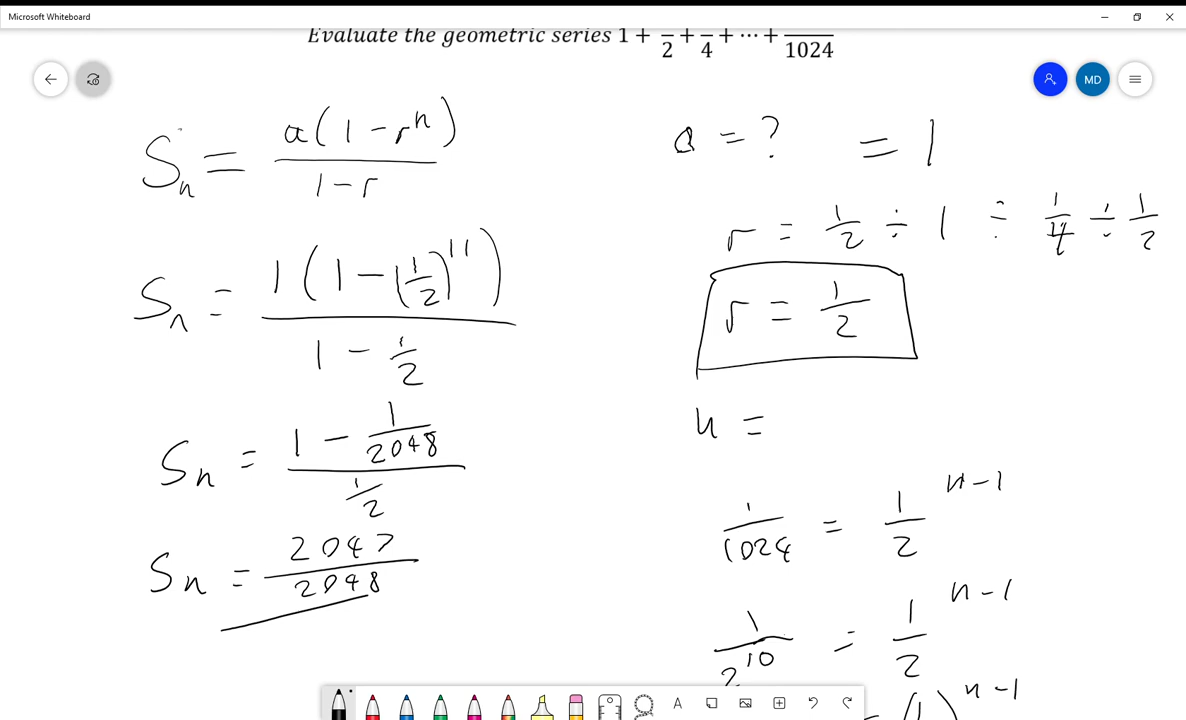 Microsoft Whiteboard
Evaluate the geometric series 1 + /2 + /4 + ⋯ + /1024
MD
Sn = a(1 - r^n) / 1 - r
a = ? = 1
r = 1/2 ÷ 1 = 1/4 ÷ 1/2
Sn = 1(1 - (1/2)^11) / 1 - 1/2
r = 1/2
n =
Sn = 1 - 1/2048 / 1/2
1/1024 = 1/2^n-1
Sn = 2047/2048
1/2^10 = 1/2^n-1
= (1 )^n-1
A